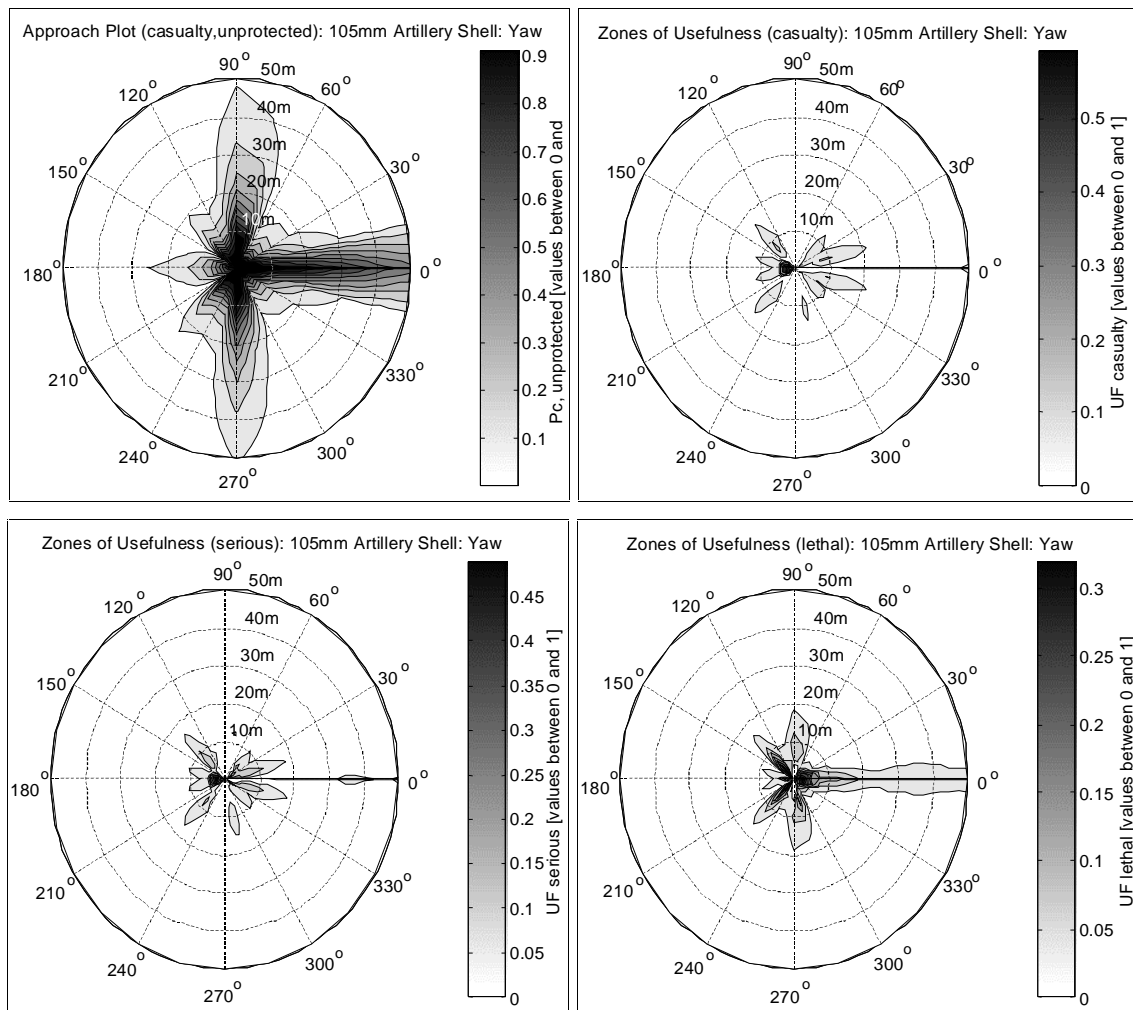 Approach Plot (casualty,unprotected): 105mm Artillery Shell: Yaw
90° 50m
120° 60°
40m
150° 30m 30°
20m
10m
180° 0°
210° 330°
240° 300°
270°
0.9
0.8
0.7
0.6
0.5
0.4
0.3
0.2
0.1
Pc, unprotected [values between 0 and
Zones of Usefulness (casualty): 105mm Artillery Shell: Yaw
90° 50m
120° 60°
40m
150° 30m 30°
20m
10m
180° 0°
210° 330°
240° 300°
270°
0.5
0.4
0.3
0.2
0.1
0
UF casualty [values between 0 and 1]
Zones of Usefulness (serious): 105mm Artillery Shell: Yaw
90° 50m
120° 60°
40m
150° 30m 30°
20m
10m
180° 0°
210° 330°
240° 300°
270°
0.45
0.4
0.35
0.3
0.25
0.2
0.15
0.1
0.05
0
UF serious [values between 0 and 1]
Zones of Usefulness (lethal): 105mm Artillery Shell: Yaw
90° 50m
120° 60°
40m
150° 30m 30°
20m
10m
180° 0°
210° 330°
240° 300°
270°
0.3
0.25
0.2
0.15
0.1
0.05
0
UF lethal [values between 0 and 1]